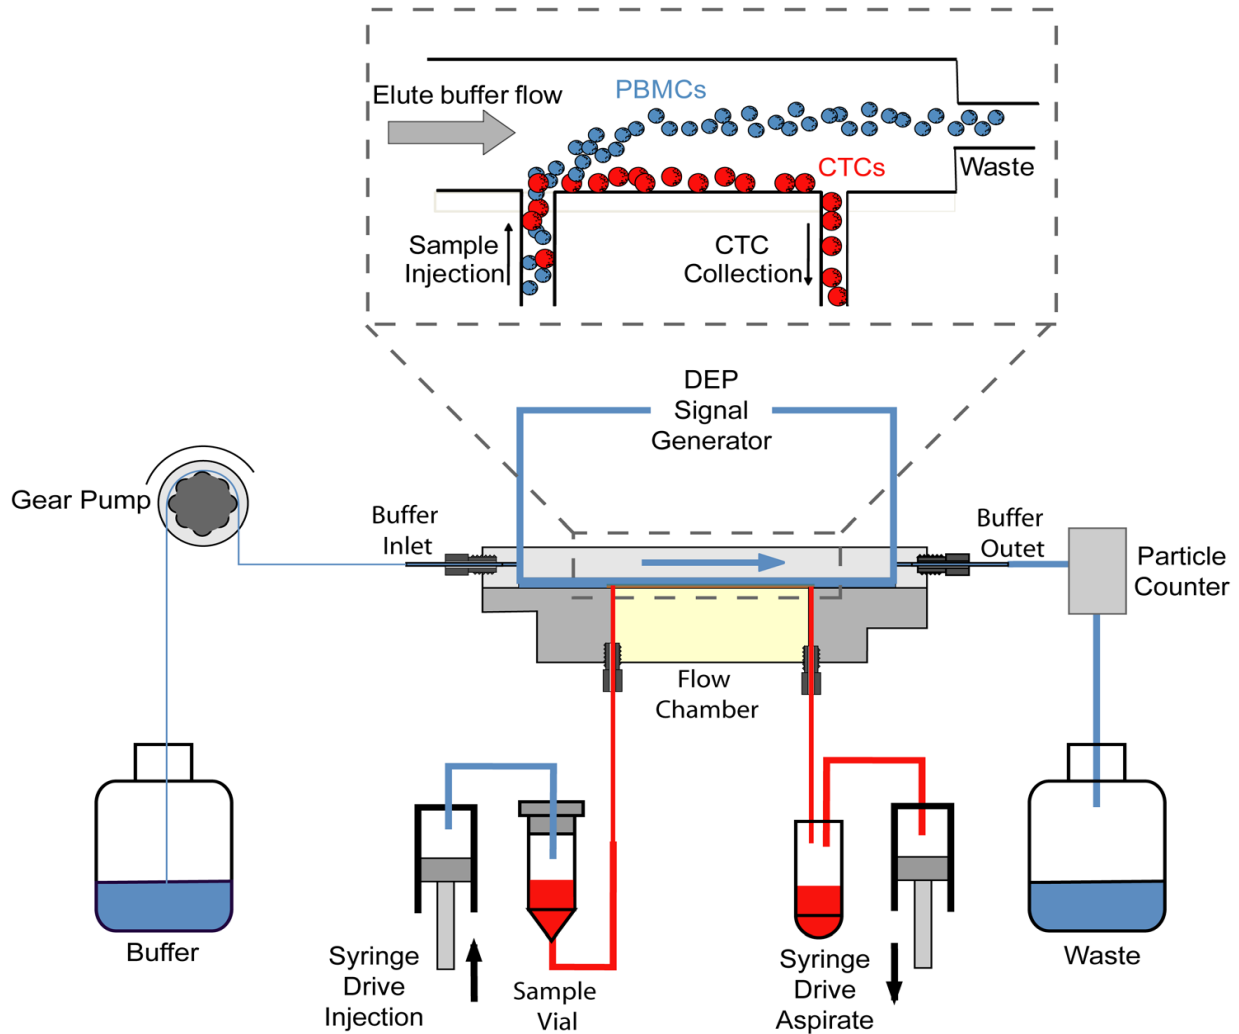 Elute buffer flow
PBMCs
CTCs
Waste
Sample
Injection
CTC
Collection
DEP
Signal
Generator
Gear Pump
Buffer
Inlet
Buffer
Outet
Particle
Counter
Flow
Chamber
Buffer
Syringe
Drive
Injection
Sample
Vial
Syringe
Drive
Aspirate
Waste